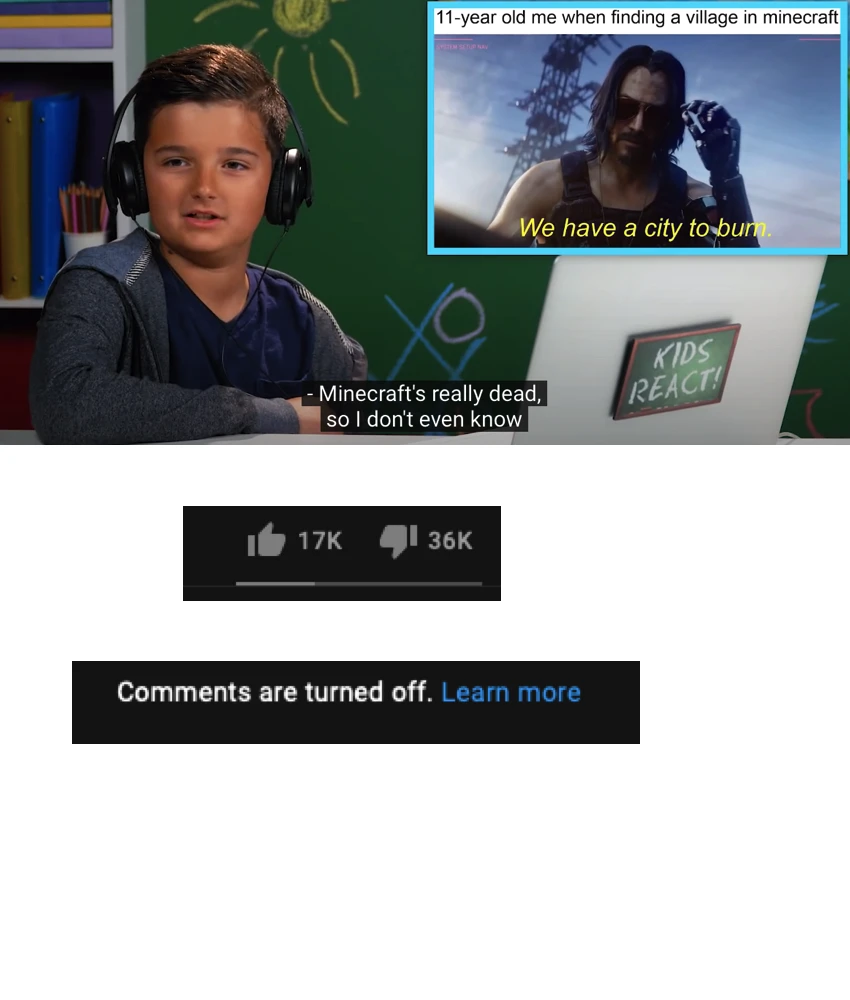 11-year old me when finding a village in minecraft
We have a city to burn.
KIDS
REACT!
- Minecraft's really dead,
so I don't even know
17K 36K
Comments are turned off. Learn more